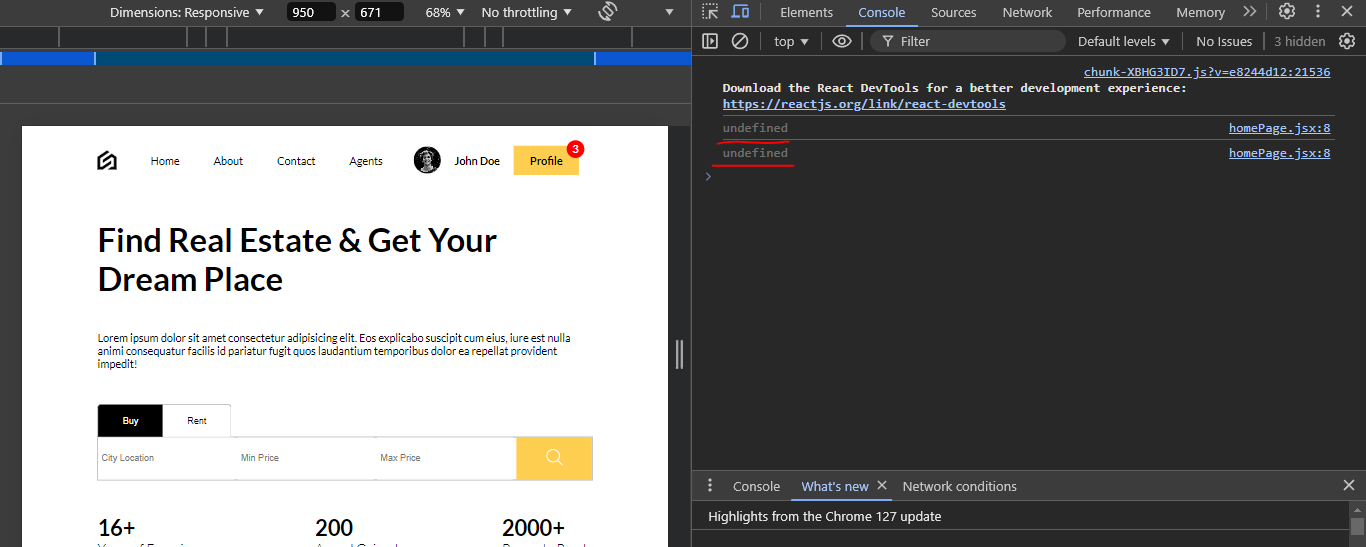 Dimensions: Responsive 950 × 671 68% No throttling
Elements Console Sources Network Performance Memory
top Filter Default levels No Issues 3 hidden
chunk-XBHG3ID7.js?v=e8244d12:21536
Download the React DevTools for a better development experience:
https://reactjs.org/link/react-devtools
undefined homePage.jsx:8
undefined homePage.jsx:8
Home About Contact Agents John Doe Profile 3
Find Real Estate & Get Your
Dream Place
Lorem ipsum dolor sit amet consectetur adipisicing elit. Eos explicabo suscipit cum eius, iure est nulla
animi consequatur facilis id pariatur fugit quos laudantium temporibus dolor ea repellat provident
impedit!
Buy Rent
City Location Min Price Max Price
16+ 200 2000+
Console What's new Network conditions
Highlights from the Chrome 127 update